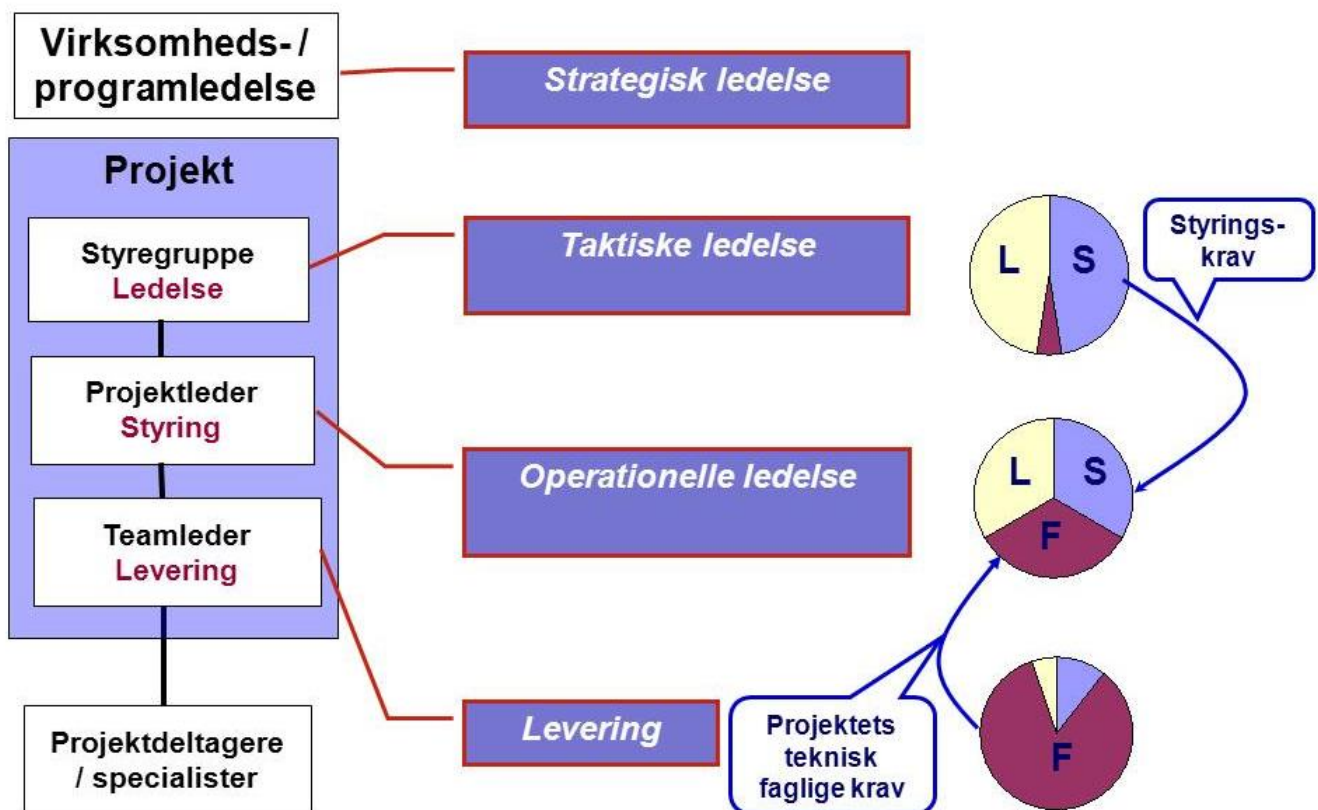 Virksomheds- /
programledelse
Strategisk ledelse
Projekt
Styregruppe
Ledelse
Taktiske ledelse
L
S
Styrings-
krav
Projektleder
Styring
Operationelle ledelse
L
S
F
Teamleder
Levering
Levering
Projektets
teknisk
faglige krav
F
Projektdeltagere
/ specialister